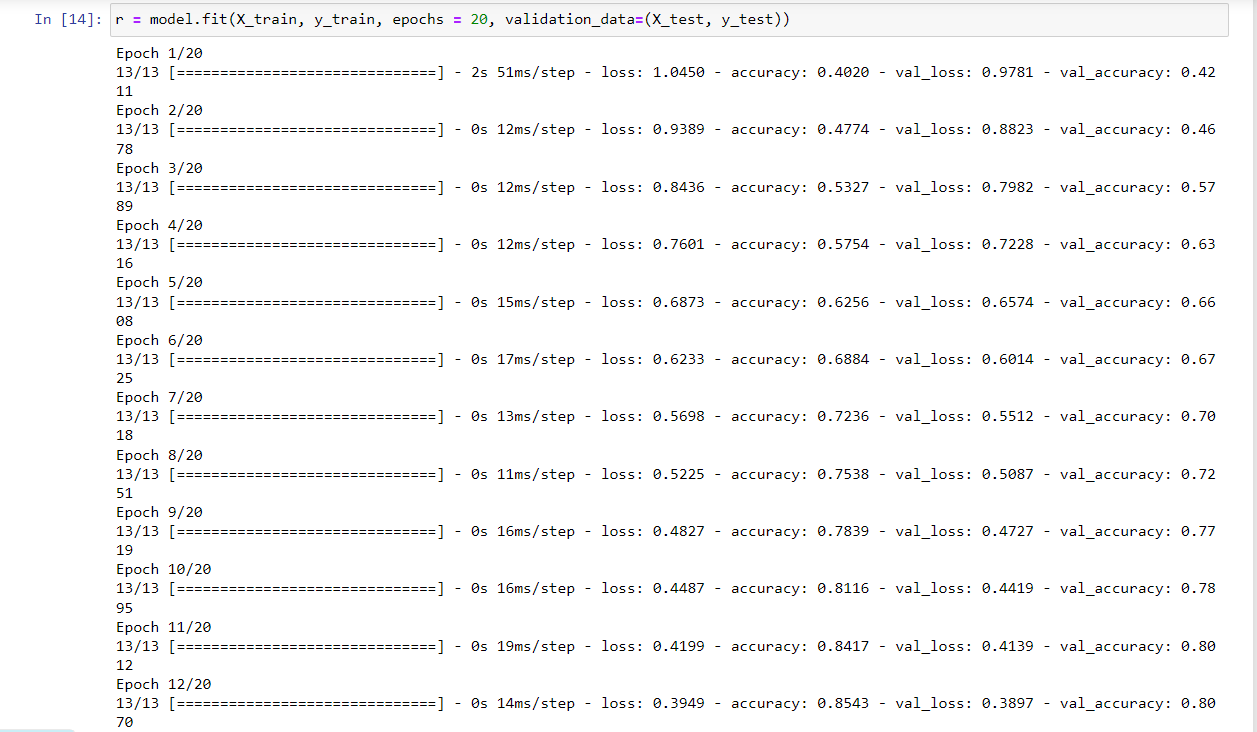 In [14]: r = model.fit(X_train, y_train, epochs = 20, validation_data=(X_test, y_test))
Epoch 1/20
13/13 [==============================] - 2s 51ms/step - loss: 1.0450 - accuracy: 0.4020 - val_loss: 0.9781 - val_accuracy: 0.42
11
Epoch 2/20
13/13 [==============================] - 0s 12ms/step - loss: 0.9389 - accuracy: 0.4774 - val_loss: 0.8823 - val_accuracy: 0.46
78
Epoch 3/20
13/13 [==============================] - 0s 12ms/step - loss: 0.8436 - accuracy: 0.5327 - val_loss: 0.7982 - val_accuracy: 0.57
89
Epoch 4/20
13/13 [==============================] - 0s 12ms/step - loss: 0.7601 - accuracy: 0.5754 - val_loss: 0.7228 - val_accuracy: 0.63
16
Epoch 5/20
13/13 [==============================] - 0s 15ms/step - loss: 0.6873 - accuracy: 0.6256 - val_loss: 0.6574 - val_accuracy: 0.66
08
Epoch 6/20
13/13 [==============================] - 0s 17ms/step - loss: 0.6233 - accuracy: 0.6884 - val_loss: 0.6014 - val_accuracy: 0.67
25
Epoch 7/20
13/13 [==============================] - 0s 13ms/step - loss: 0.5698 - accuracy: 0.7236 - val_loss: 0.5512 - val_accuracy: 0.70
18
Epoch 8/20
13/13 [==============================] - 0s 11ms/step - loss: 0.5225 - accuracy: 0.7538 - val_loss: 0.5087 - val_accuracy: 0.72
51
Epoch 9/20
13/13 [==============================] - 0s 16ms/step - loss: 0.4827 - accuracy: 0.7839 - val_loss: 0.4727 - val_accuracy: 0.77
19
Epoch 10/20
13/13 [==============================] - 0s 16ms/step - loss: 0.4487 - accuracy: 0.8116 - val_loss: 0.4419 - val_accuracy: 0.78
95
Epoch 11/20
13/13 [==============================] - 0s 19ms/step - loss: 0.4199 - accuracy: 0.8417 - val_loss: 0.4139 - val_accuracy: 0.80
12
Epoch 12/20
13/13 [==============================] - 0s 14ms/step - loss: 0.3949 - accuracy: 0.8543 - val_loss: 0.3897 - val_accuracy: 0.80
70